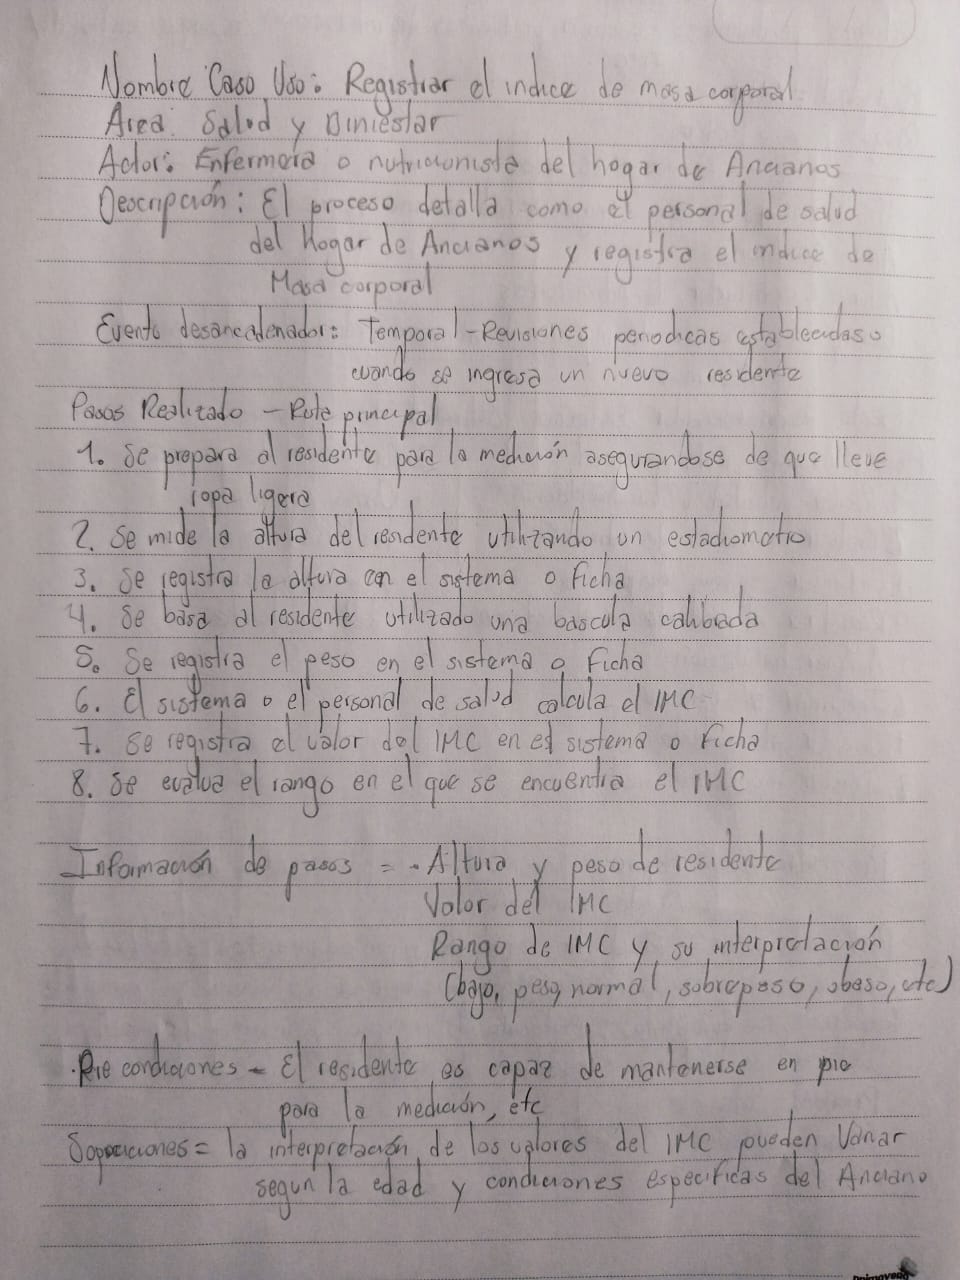 Nombre Caso Uso: Registrar el indice de masa corporal
Area: Salud y Biniestar
Actor: Enfermera o nutricionista del hogar de Ancianos
Descripción: El proceso detalla como el personal de salud
del hogar de Ancianos y registra el indice de
Masa corporal
Evento desancadenador: Temporal - Revisiones periodicas establecidas o
cuando se ingresa un nuevo residente
Pasos Realizado - Ruta principal
1. Se prepara al residente para la medición asegurandose de que lleve
ropa ligera
2. Se mide la altura del residente utilizando un estadiometro
3. Se registra la altura en el sistema o ficha
4. Se basa al residente utilizado una bascula calibrada
5. Se registra el peso en el sistema o Ficha
6. El sistema o el personal de salud calcula el IMC
7. Se registra el valor del IMC en el sistema o ficha
8. Se evalua el rango en el que se encuentra el IMC
Información de pasos = - Altura y peso de residente
Valor del IMC
Rango de IMC y su interpretación
(bajo, peso, normal, sobrepeso, obeso, etc)
Pre condiciones - El residente es capaz de mantenerse en pie
para la medición, etc
Soposiciones = la interpretación de los valores del IMC pueden Variar
segun la edad y condiciones especificas del Anciano